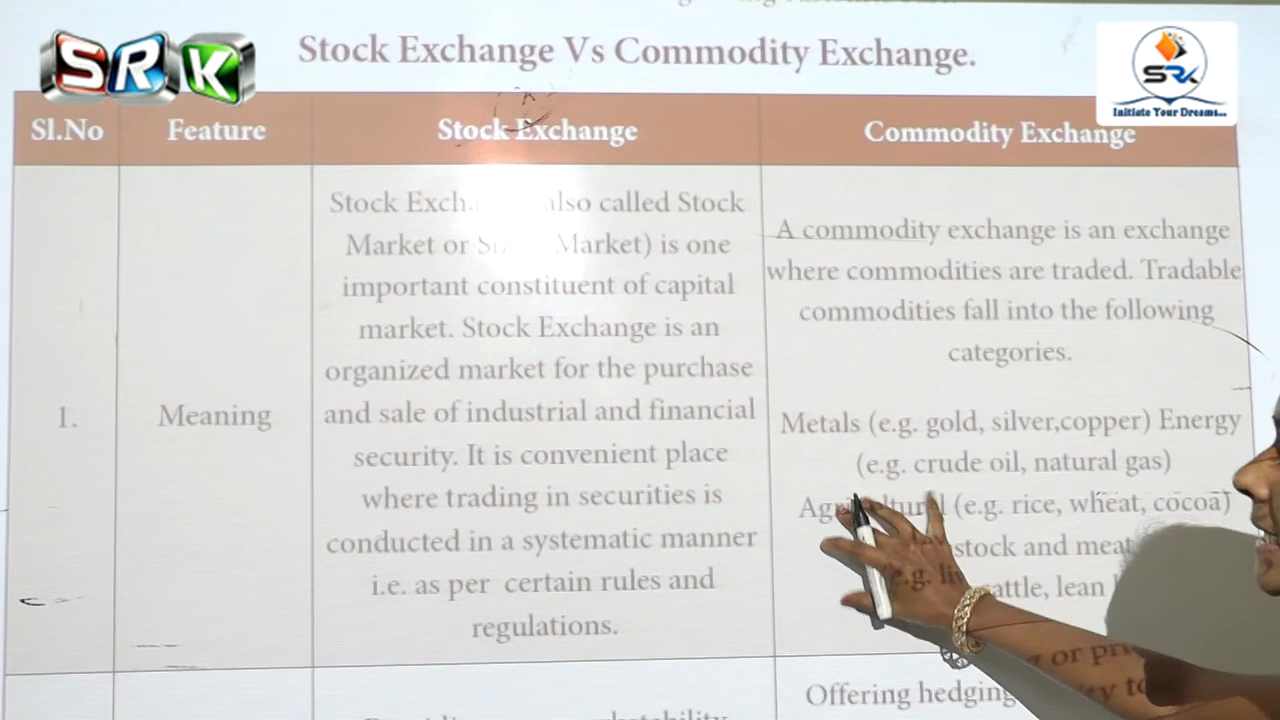 SRK
Stock Exchange Vs Commodity Exchange.
SRK
Initiate Your Dreams...
Sl.No
Feature
Stock Exchange
Commodity Exchange
1.
Meaning
Stock Exch also called Stock
Market or Market) is one
important constituent of capital
market. Stock Exchange is an
organized market for the purchase
and sale of industrial and financial
security. It is convenient place
where trading in securities is
conducted in a systematic manner
i.e. as per certain rules and
regulations.
A commodity exchange is an exchange
where commodities are traded. Tradable
commodities fall into the following
categories.
Metals (e.g. gold, silver,copper) Energy
(e.g. crude oil, natural gas)
Agricultural (e.g. rice, wheat, cocoa)
stock and meat
e.g. attle, lean
or
Offering hedging